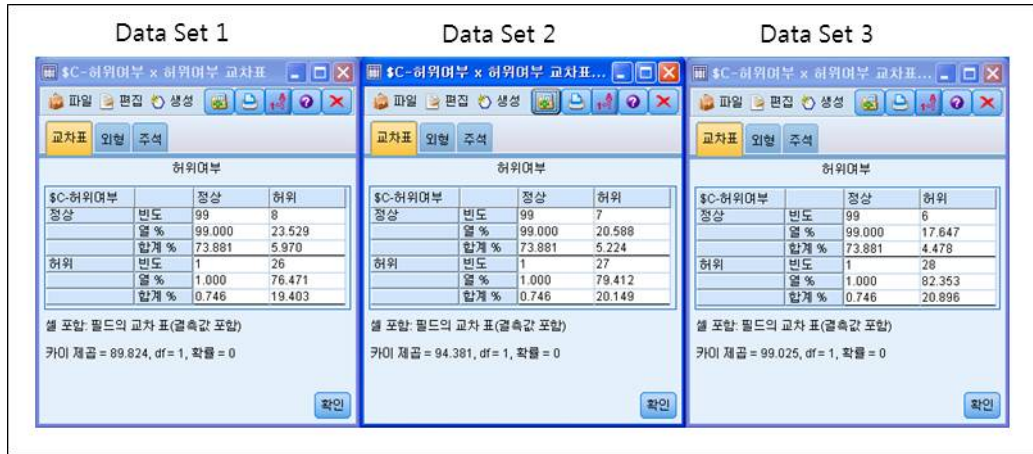 Data Set 1
Data Set 2
Data Set 3
$C-허위여부 x 허위여부 교차표
파일 편집 생성
교차표 외형 주석
허위여부
$C-허위여부 정상 허위
정상 빈도 99 8
열 % 99.000 23.529
합계 % 73.881 5.970
허위 빈도 1 26
열 % 1.000 76.471
합계 % 0.746 19.403
셀 포함: 필드의 교차 표(결측값 포함)
카이 제곱 = 89.824, df = 1, 확률 = 0
확인
$C-허위여부 x 허위여부 교차표...
파일 편집 생성
교차표 외형 주석
허위여부
$C-허위여부 정상 허위
정상 빈도 99 7
열 % 99.000 20.588
합계 % 73.881 5.224
허위 빈도 1 27
열 % 1.000 79.412
합계 % 0.746 20.149
셀 포함: 필드의 교차 표(결측값 포함)
카이 제곱 = 94.381, df = 1, 확률 = 0
확인
$C-허위여부 x 허위여부 교차표...
파일 편집 생성
교차표 외형 주석
허위여부
$C-허위여부 정상 허위
정상 빈도 99 6
열 % 99.000 17.647
합계 % 73.881 4.478
허위 빈도 1 28
열 % 1.000 82.353
합계 % 0.746 20.896
셀 포함: 필드의 교차 표(결측값 포함)
카이 제곱 = 99.025, df = 1, 확률 = 0
확인